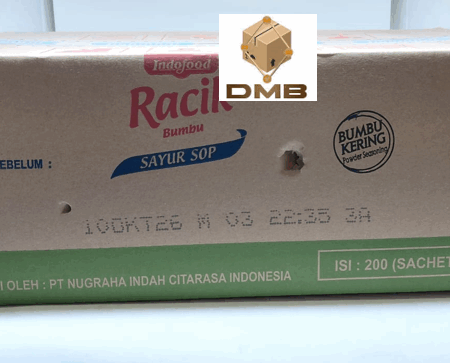 Indofood
DMB
Racik
Bumbu
SAYUR SOP
BUMBU
KERING
Powder Seasoning
EBELUM :
10OKT26 M 03 22:35 3A
I OLEH : PT NUGRAHA INDAH CITARASA INDONESIA
ISI : 200 (SACHET